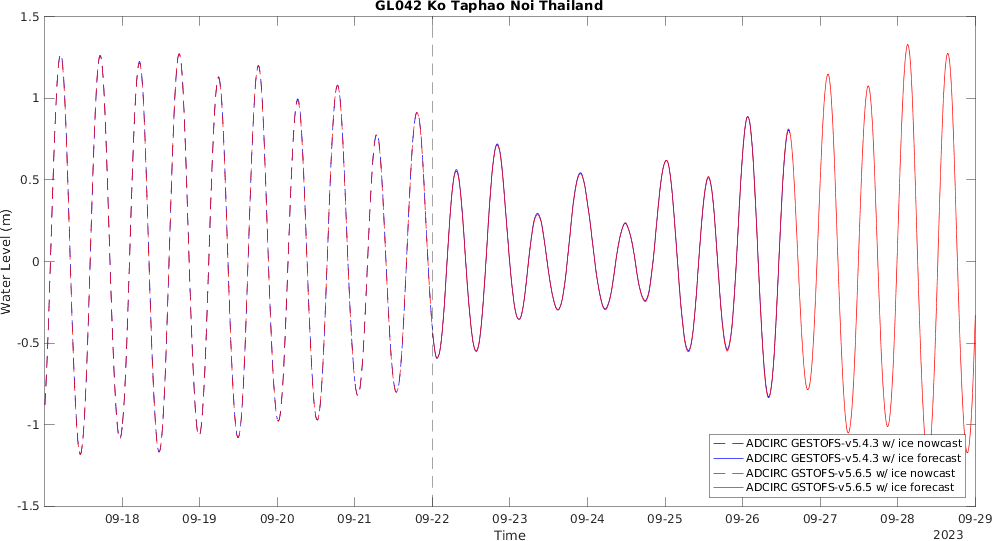 GL042 Ko Taphao Noi Thailand
1.5
1
0.5
0
-0.5
-1
-1.5
Water Level (m)
ADCIRC GESTOFS-v5.4.3 w/ ice nowcast
ADCIRC GESTOFS-v5.4.3 w/ ice forecast
ADCIRC GSTOFS-v5.6.5 w/ ice nowcast
ADCIRC GSTOFS-v5.6.5 w/ ice forecast
09-18 09-19 09-20 09-21 09-22 09-23 09-24 09-25 09-26 09-27 09-28 09-29
Time
2023